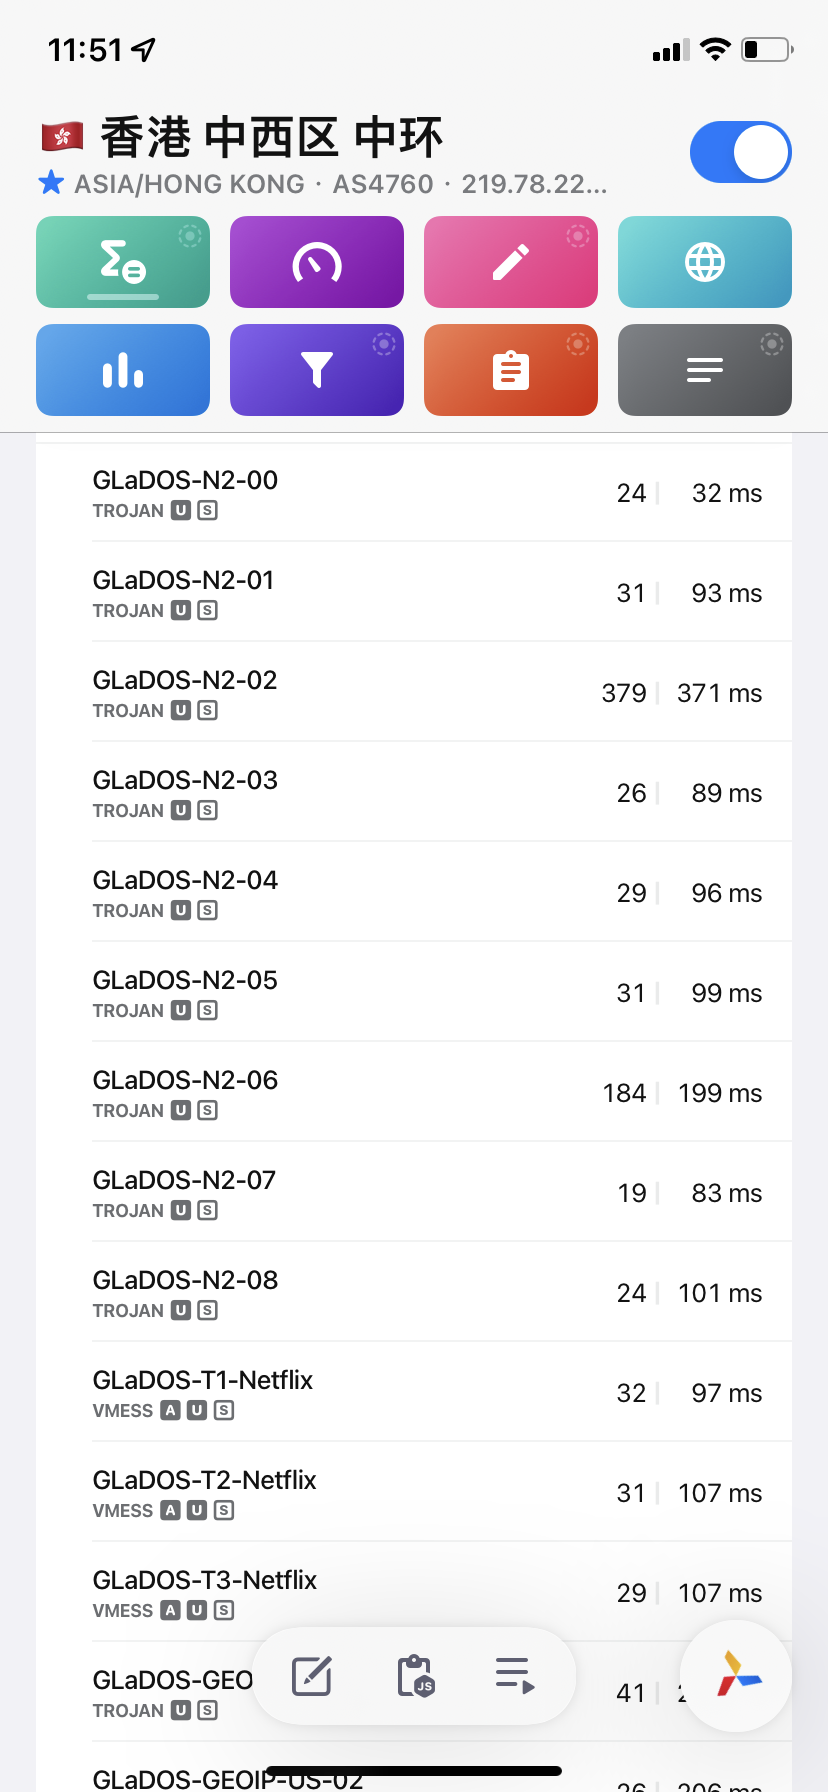 11:51
香港 中西区 中环
ASIA/HONG KONG · AS4760 · 219.78.22...
GLaDOS-N2-00
24 32 ms
TROJAN U S
GLaDOS-N2-01
31 93 ms
TROJAN U S
GLaDOS-N2-02
379 371 ms
TROJAN U S
GLaDOS-N2-03
26 89 ms
TROJAN U S
GLaDOS-N2-04
29 96 ms
TROJAN U S
GLaDOS-N2-05
31 99 ms
TROJAN U S
GLaDOS-N2-06
184 199 ms
TROJAN U S
GLaDOS-N2-07
19 83 ms
TROJAN U S
GLaDOS-N2-08
24 101 ms
TROJAN U S
GLaDOS-T1-Netflix
32 97 ms
VMESS A U S
GLaDOS-T2-Netflix
31 107 ms
VMESS A U S
GLaDOS-T3-Netflix
29 107 ms
VMESS A U S
GLaDOS-GEO
41
TROJAN U S
JS
GLaDOS-GEOIP-US-02
26 206 ms